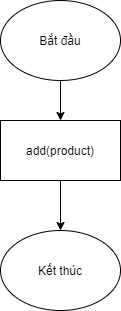 Bắt đầu
add(product)
Kết thúc